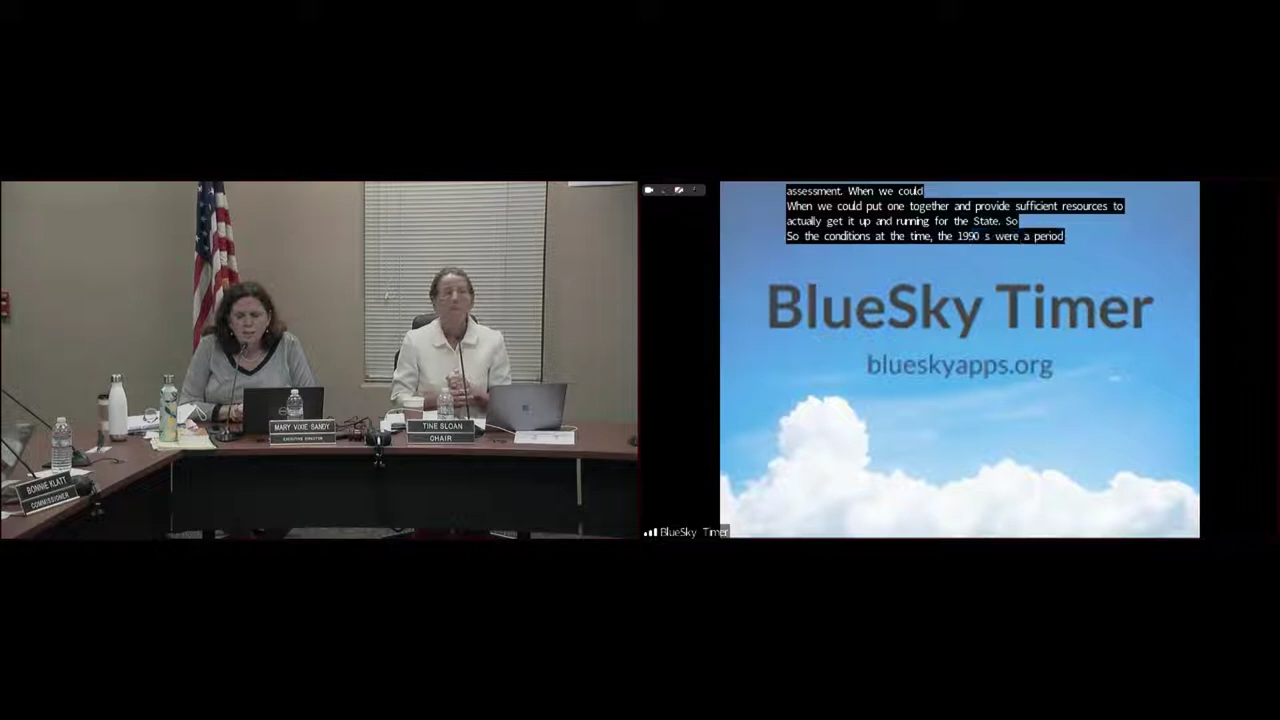 assessment. When we could
When we could put one together and provide sufficient resources to
actually get it up and running for the State. So
So the conditions at the time, the 1990 s were a period
BlueSky Timer
blueskyapps.org
MARY VIXIE SANDY
EXECUTIVE DIRECTOR
TINE SLOAN
CHAIR
BONNIE KLATT
COMMISSIONER
BlueSky Timer